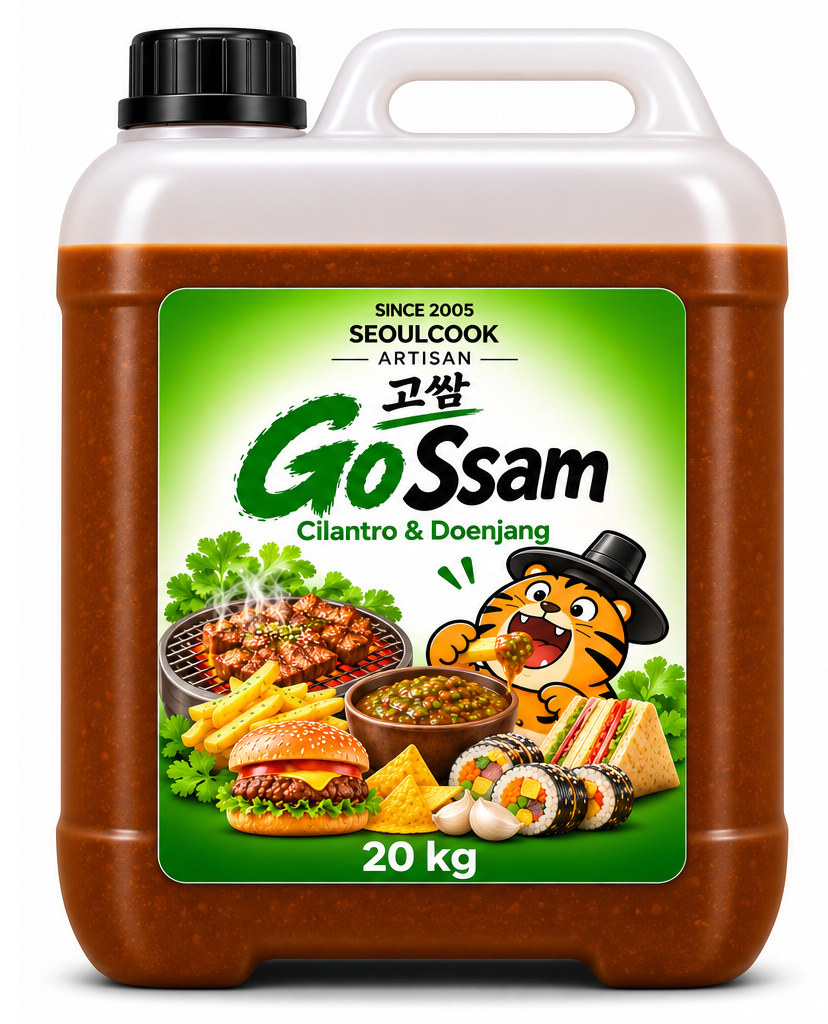 SINCE 2005
SEOULCOOK
ARTISAN
고쌈
GoSsam
Cilantro & Doenjang
20 kg